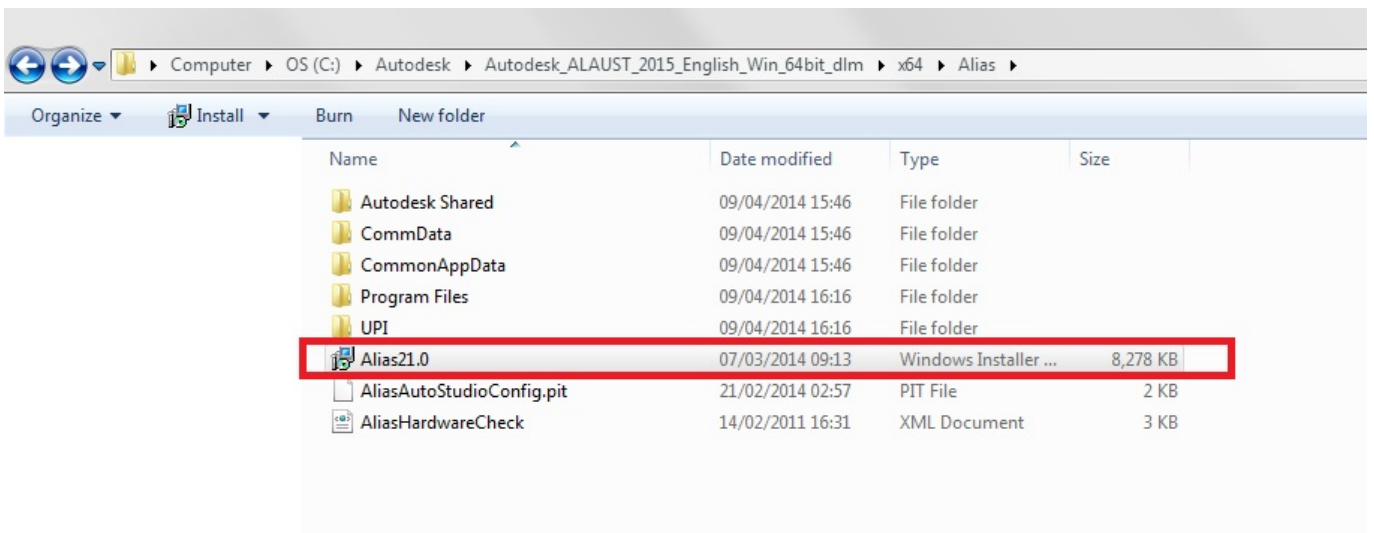 Computer OS (C:) Autodesk Autodesk_ALAUST_2015_English_Win_64bit_dlm x64 Alias
Organize Install Burn New folder
Name Date modified Type Size
Autodesk Shared 09/04/2014 15:46 File folder
CommData 09/04/2014 15:46 File folder
CommonAppData 09/04/2014 15:46 File folder
Program Files 09/04/2014 16:16 File folder
UPI 09/04/2014 16:16 File folder
Alias21.0 07/03/2014 09:13 Windows Installer ... 8,278 KB
AliasAutoStudioConfig.pit 21/02/2014 02:57 PIT File 2 KB
AliasHardwareCheck 14/02/2011 16:31 XML Document 3 KB